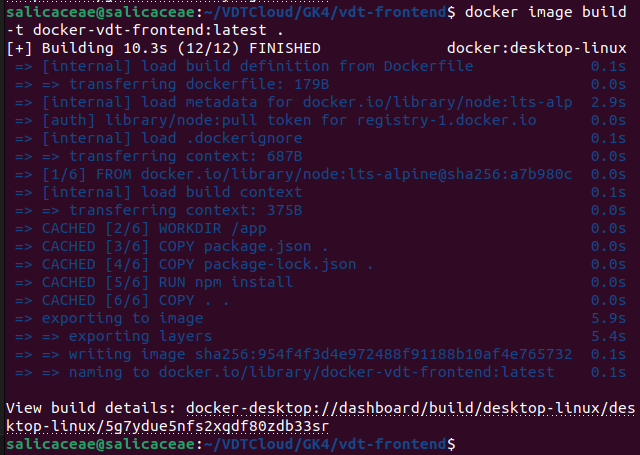 salicaceae@salicaceae:~/VDTCloud/GK4/vdt-frontend$ docker image build
-t docker-vdt-frontend:latest .
[+] Building 10.3s (12/12) FINISHED docker:desktop-linux
=> [internal] load build definition from Dockerfile 0.1s
=> => transferring dockerfile: 179B 0.0s
=> [internal] load metadata for docker.io/library/node:lts-alp 2.9s
=> [auth] library/node:pull token for registry-1.docker.io 0.0s
=> [internal] load .dockerignore 0.1s
=> => transferring context: 687B 0.0s
=> [1/6] FROM docker.io/library/node:lts-alpine@sha256:a7b980c 0.0s
=> [internal] load build context 0.1s
=> => transferring context: 375B 0.0s
=> CACHED [2/6] WORKDIR /app 0.0s
=> CACHED [3/6] COPY package.json . 0.0s
=> CACHED [4/6] COPY package-lock.json . 0.0s
=> CACHED [5/6] RUN npm install 0.0s
=> CACHED [6/6] COPY . . 0.0s
=> exporting to image 5.9s
=> => exporting layers 5.4s
=> => writing image sha256:954f4f3d4e972488f91188b10af4e765732 0.1s
=> => naming to docker.io/library/docker-vdt-frontend:latest 0.1s
View build details: docker-desktop://dashboard/build/desktop-linux/des
ktop-linux/5g7ydue5nfs2xqdf80zdb33sr
salicaceae@salicaceae:~/VDTCloud/GK4/vdt-frontend$